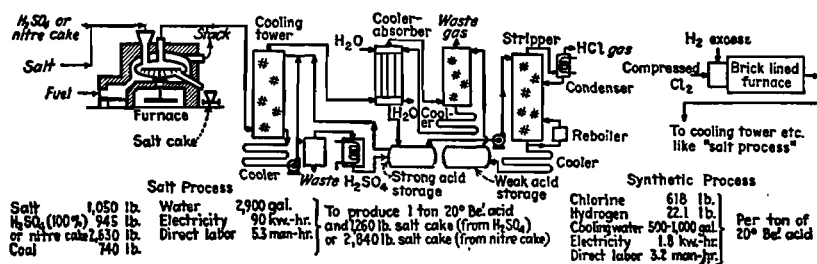 H₂SO₄ or
nitre cake
Stack
Salt
Fuel
Furnace
Salt cake
Cooling
tower
Cooler
Waste
H₂SO₄
H₂O
Cooler-
absorber
H₂O
Cool-
er
Waste
gas
Strong acid
storage
Weak acid
storage
Stripper
HCl gas
Condenser
Reboiler
Cooler
H₂ excess
Compressed
Cl₂
Brick lined
furnace
To cooling tower etc.
like "salt process"
Salt Process
Salt 1,050 lb.
H₂SO₄ (100%) 945 lb.
or nitre cake 2,630 lb.
Coal 740 lb.
Water 2,900 gal.
Electricity 90 kw.-hr.
Direct labor 5.3 man-hr.
To produce 1 ton 20° Be'. acid
and 1260 lb. salt cake (from H₂SO₄)
or 2,840 lb. salt cake (from nitre cake)
Synthetic Process
Chlorine 618 lb.
Hydrogen 22.1 lb.
Cooling water 500-1,000 gal.
Electricity 1.8 kw.-hr.
Direct labor 3.2 man-hr.
Per ton of
20° Be'. acid